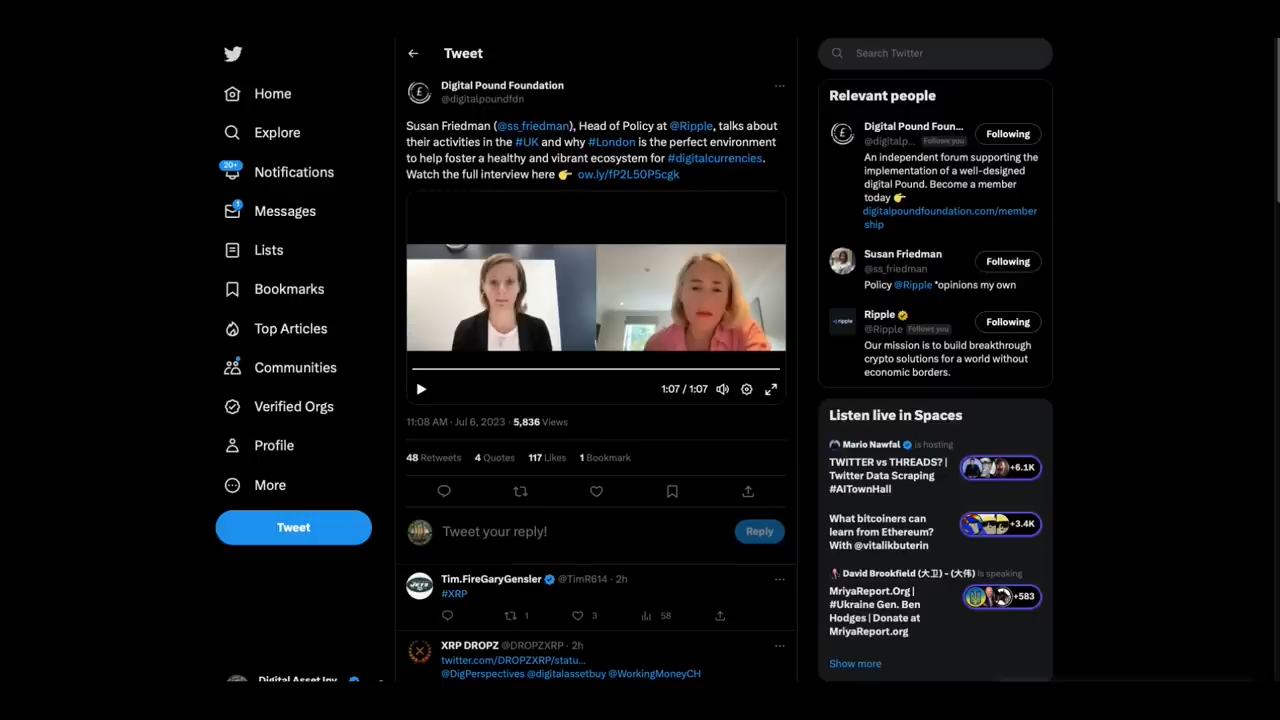 Home
Explore
20+
Notifications
1
Messages
Lists
Bookmarks
Top Articles
Communities
Verified Orgs
Profile
More
Tweet
Digital Asset Inv
Tweet
£
Digital Pound Foundation
@digitalpoundfdn
Susan Friedman (@ss_friedman), Head of Policy at @Ripple, talks about
their activities in the #UK and why #London is the perfect environment
to help foster a healthy and vibrant ecosystem for #digitalcurrencies.
Watch the full interview here 👉 ow.ly/fP2L50P5cgk
1:07 / 1:07
11:08 AM · Jul 6, 2023 · 5,836 Views
48 Retweets 4 Quotes 117 Likes 1 Bookmark
Tweet your reply!
Reply
JETS
Tim.FireGaryGensler @TimR614 · 2h
#XRP
1 3 58
XRP DROPZ @DROPZXRP · 2h
twitter.com/DROPZXRP/statu...
@DigPerspectives @digitalassetbuy @WorkingMoneyCH
Search Twitter
Relevant people
£
Digital Pound Foun...
@digitalp... Follows you
Following
An independent forum supporting the
implementation of a well-designed
digital Pound. Become a member
today 👉
digitalpoundfoundation.com/member
ship
Susan Friedman
@ss_friedman
Following
Policy @Ripple *opinions my own
ripple
Ripple
@Ripple Follows you
Following
Our mission is to build breakthrough
crypto solutions for a world without
economic borders.
Listen live in Spaces
Mario Nawfal is hosting
TWITTER vs THREADS? |
Twitter Data Scraping
#AITownHall
+6.1K
What bitcoiners can
learn from Ethereum?
With @vitalikbuterin
+3.4K
David Brookfield (大卫) - (大伟) is speaking
MriyaReport.Org |
#Ukraine Gen. Ben
Hodges | Donate at
MriyaReport.org
+583
Show more